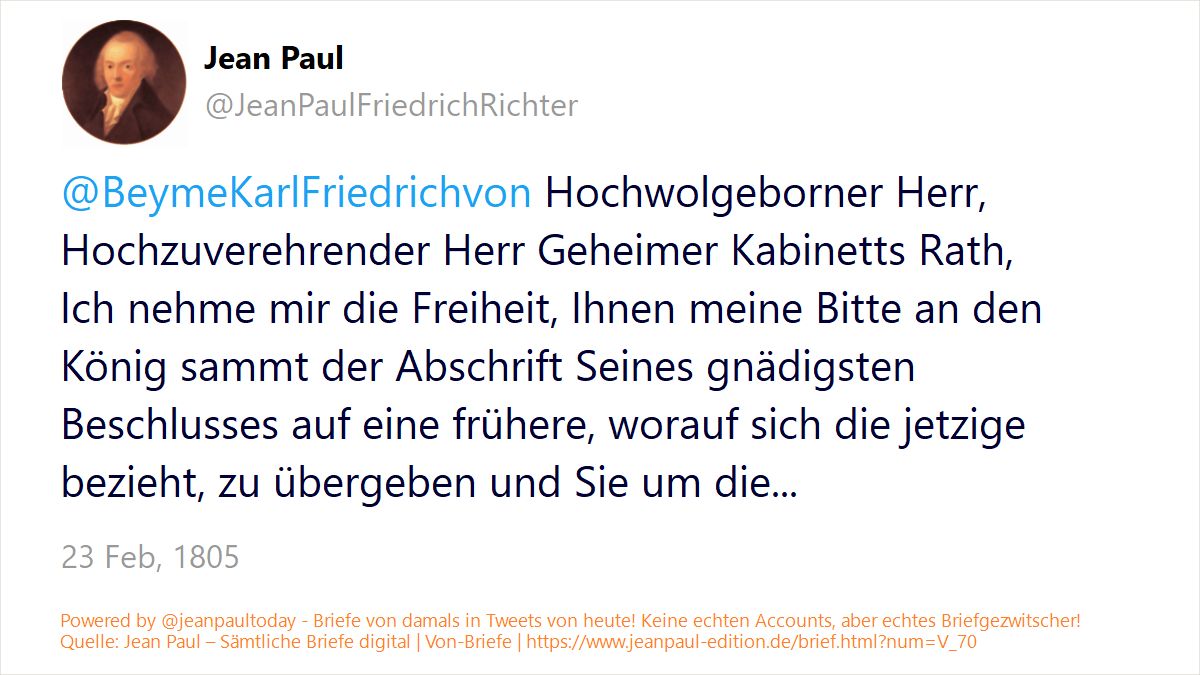 Jean Paul
@JeanPaulFriedrichRichter
@BeymeKarlFriedrichvon Hochwolgeborner Herr,
Hochzuverehrender Herr Geheimer Kabinetts Rath,
Ich nehme mir die Freiheit, Ihnen meine Bitte an den
König sammt der Abschrift Seines gnädigsten
Beschlusses auf eine frühere, worauf sich die jetzige
bezieht, zu übergeben und Sie um die...
23 Feb, 1805
Powered by @jeanpaultoday - Briefe von damals in Tweets von heute! Keine echten Accounts, aber echtes Briefgezwitscher!
Quelle: Jean Paul – Sämtliche Briefe digital | Von-Briefe | https://www.jeanpaul-edition.de/brief.html?num=V_70